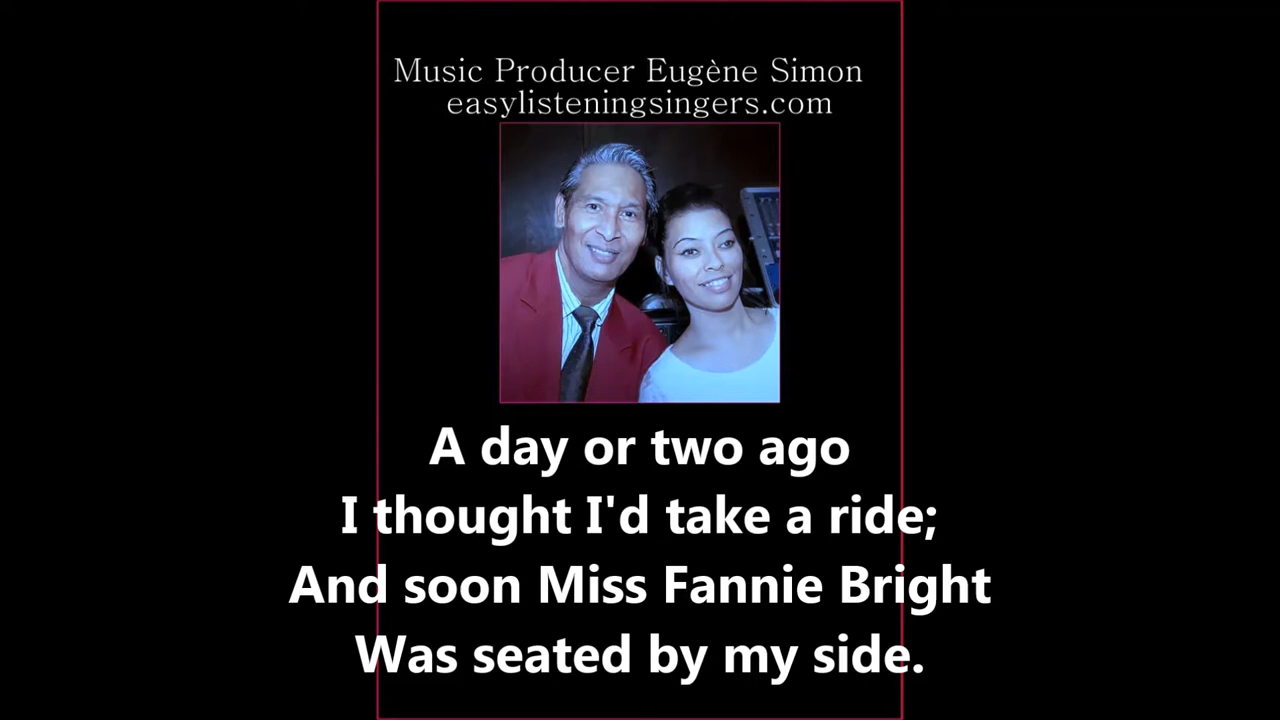 Music Producer Eugène Simon
easylisteningsingers.com
A day or two ago
I thought I'd take a ride;
And soon Miss Fannie Bright
Was seated by my side.